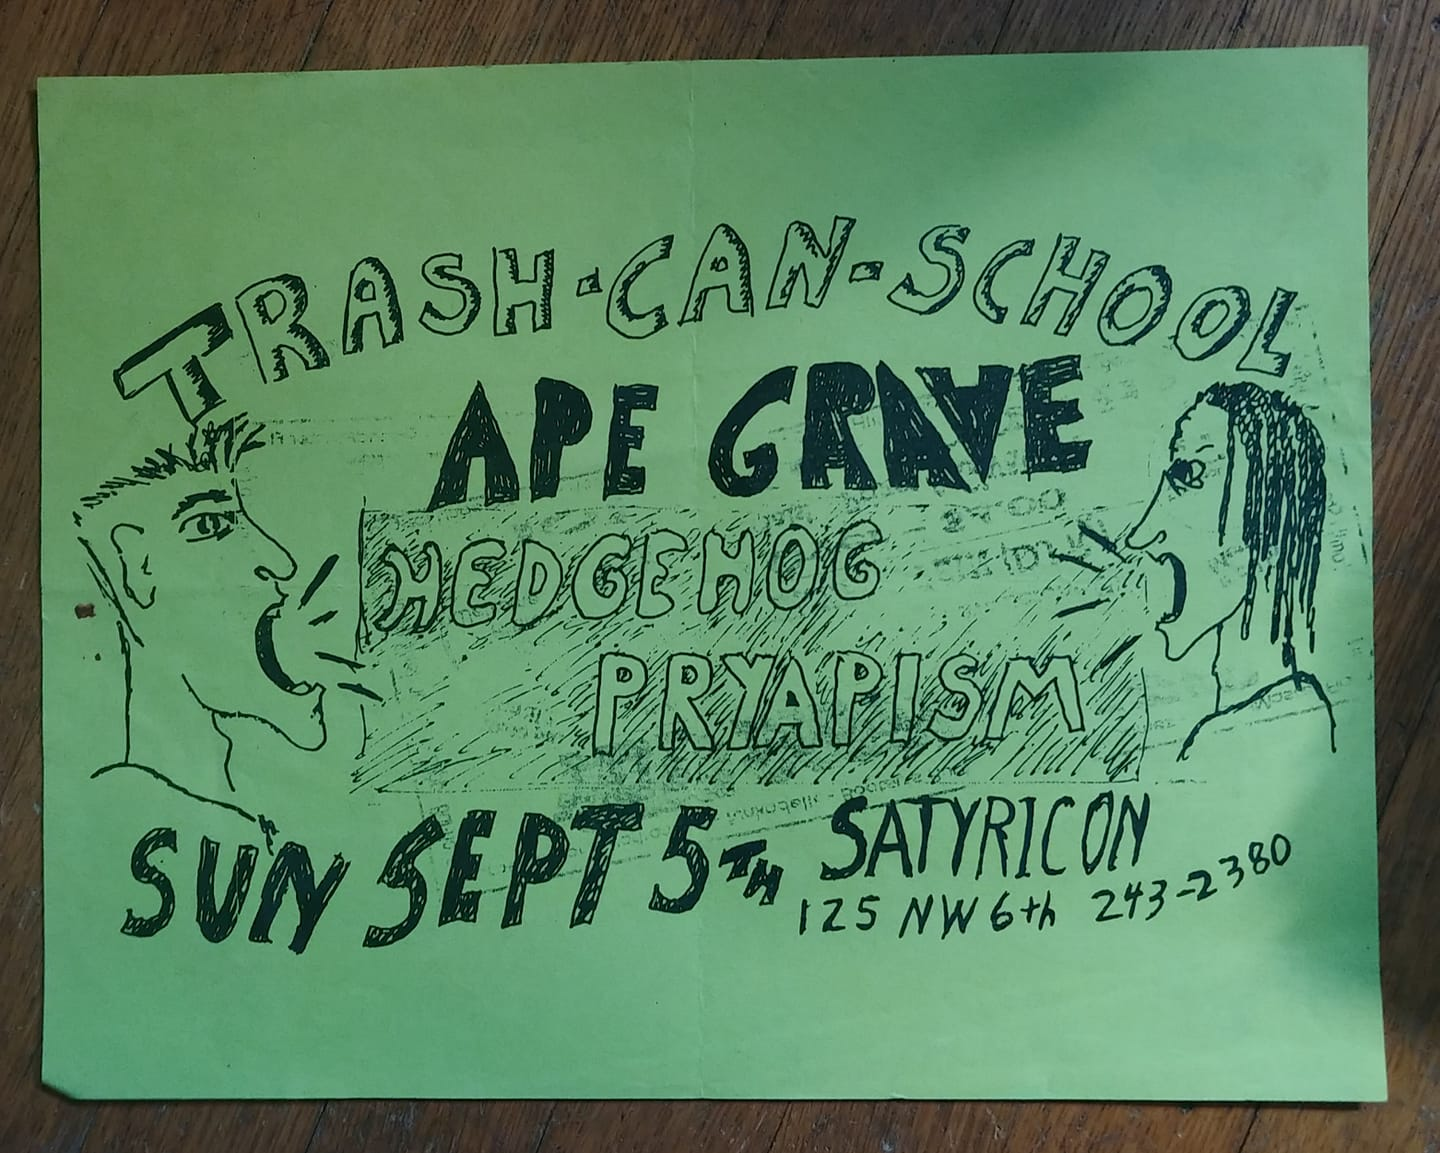 TRASH-CAN-SCHOOL
APE GRAVE
HEDGEHOG
PRYAPISM
SUN SEPT 5TH SATYRICON
125 NW 6th 243-2380